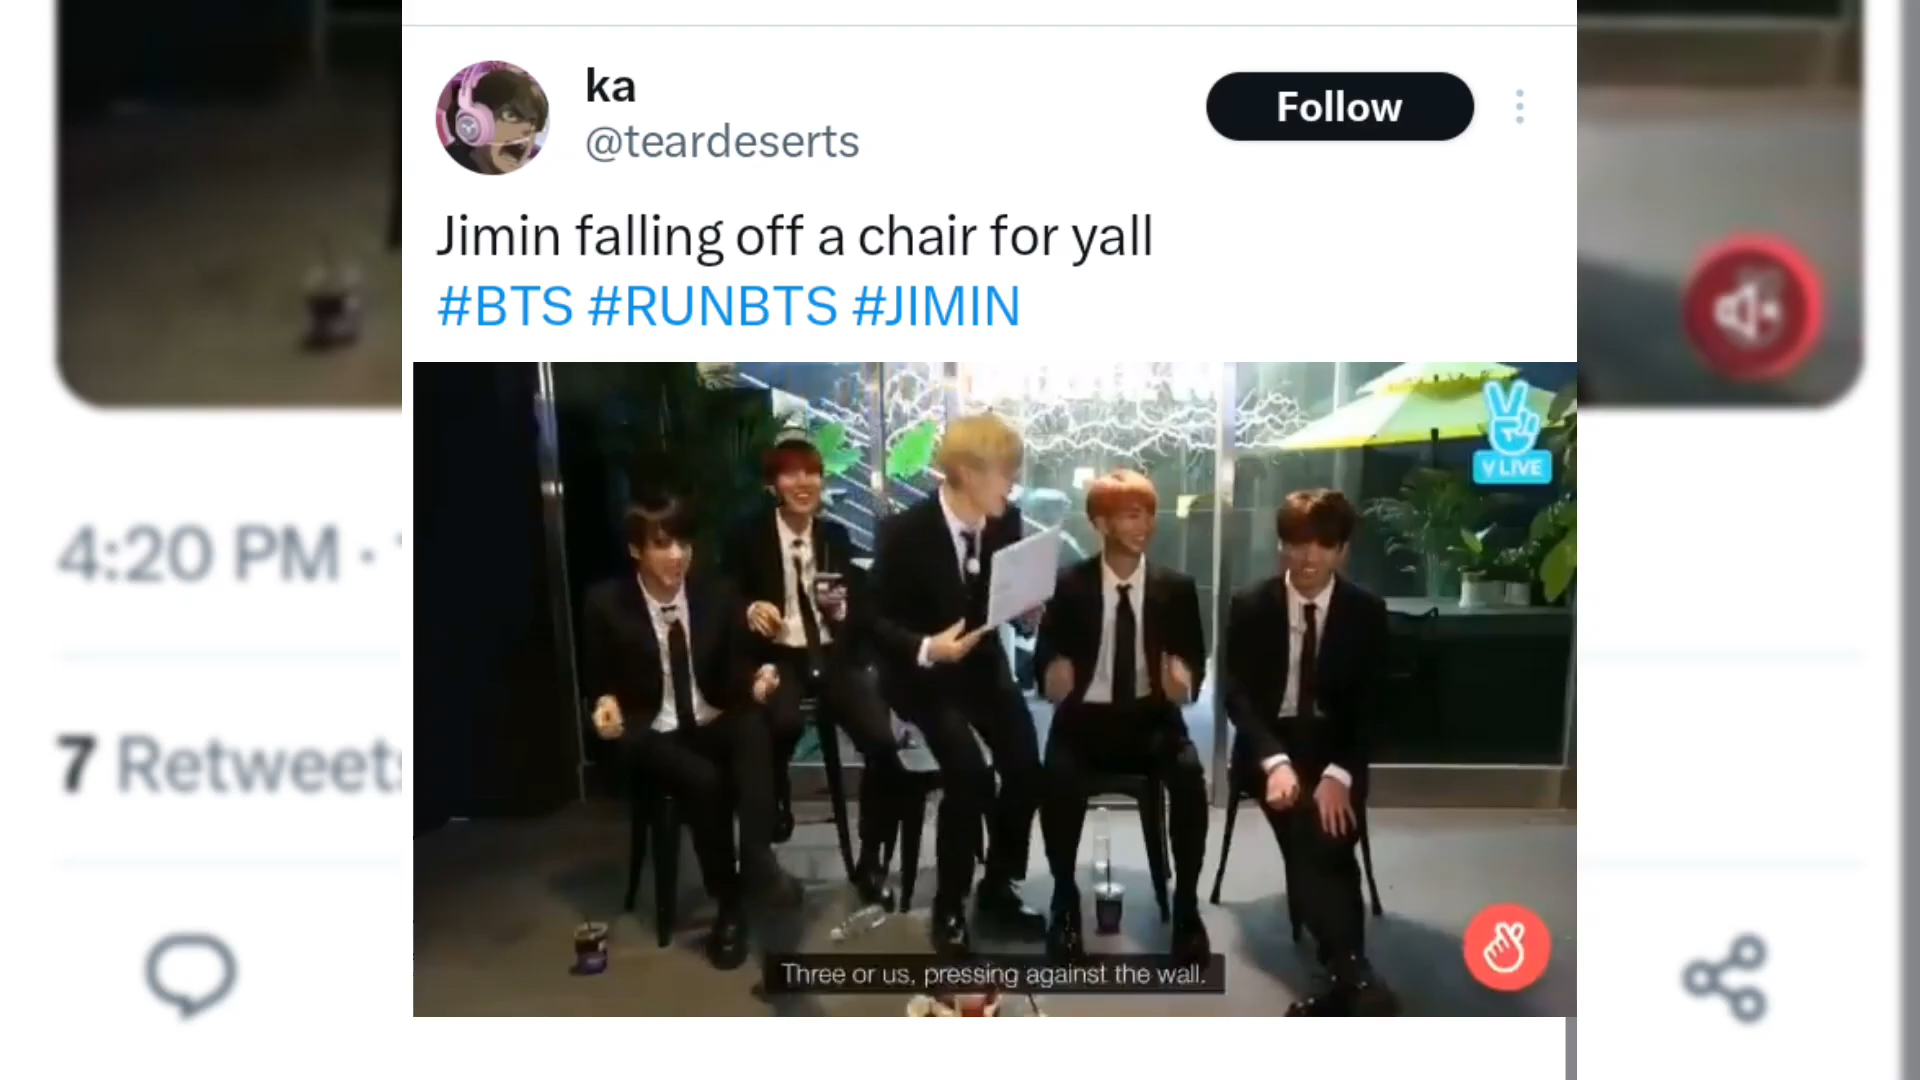 ka
@teardeserts
Follow
Jimin falling off a chair for yall
#BTS #RUNBTS #JIMIN
V LIVE
Three or us, pressing against the wall.
4:20 PM ·
7 Retweets